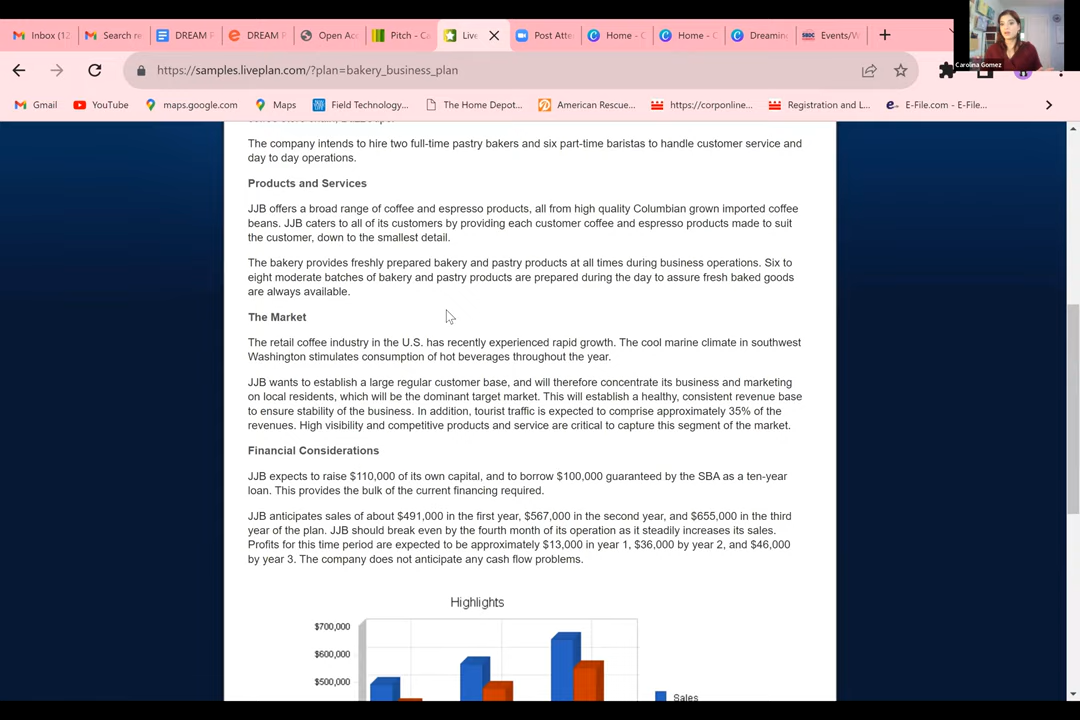 Inbox (12
Search re
DREAM P
DREAM P
Open Acc
Pitch - Ca
Live
Post Atte
Home - C
Home - C
Dreaming
SBDC
Events/W
Carolina Gomez
https://samples.liveplan.com/?plan=bakery_business_plan
Gmail
YouTube
maps.google.com
Maps
Field Technology...
The Home Depot...
American Rescue...
https://corponline...
Registration and L...
E-File.com - E-File...
The company intends to hire two full-time pastry bakers and six part-time baristas to handle customer service and
day to day operations.
Products and Services
JJB offers a broad range of coffee and espresso products, all from high quality Columbian grown imported coffee
beans. JJB caters to all of its customers by providing each customer coffee and espresso products made to suit
the customer, down to the smallest detail.
The bakery provides freshly prepared bakery and pastry products at all times during business operations. Six to
eight moderate batches of bakery and pastry products are prepared during the day to assure fresh baked goods
are always available.
The Market
The retail coffee industry in the U.S. has recently experienced rapid growth. The cool marine climate in southwest
Washington stimulates consumption of hot beverages throughout the year.
JJB wants to establish a large regular customer base, and will therefore concentrate its business and marketing
on local residents, which will be the dominant target market. This will establish a healthy, consistent revenue base
to ensure stability of the business. In addition, tourist traffic is expected to comprise approximately 35% of the
revenues. High visibility and competitive products and service are critical to capture this segment of the market.
Financial Considerations
JJB expects to raise $110,000 of its own capital, and to borrow $100,000 guaranteed by the SBA as a ten-year
loan. This provides the bulk of the current financing required.
JJB anticipates sales of about $491,000 in the first year, $567,000 in the second year, and $655,000 in the third
year of the plan. JJB should break even by the fourth month of its operation as it steadily increases its sales.
Profits for this time period are expected to be approximately $13,000 in year 1, $36,000 by year 2, and $46,000
by year 3. The company does not anticipate any cash flow problems.
Highlights
$700,000
$600,000
$500,000
Sales